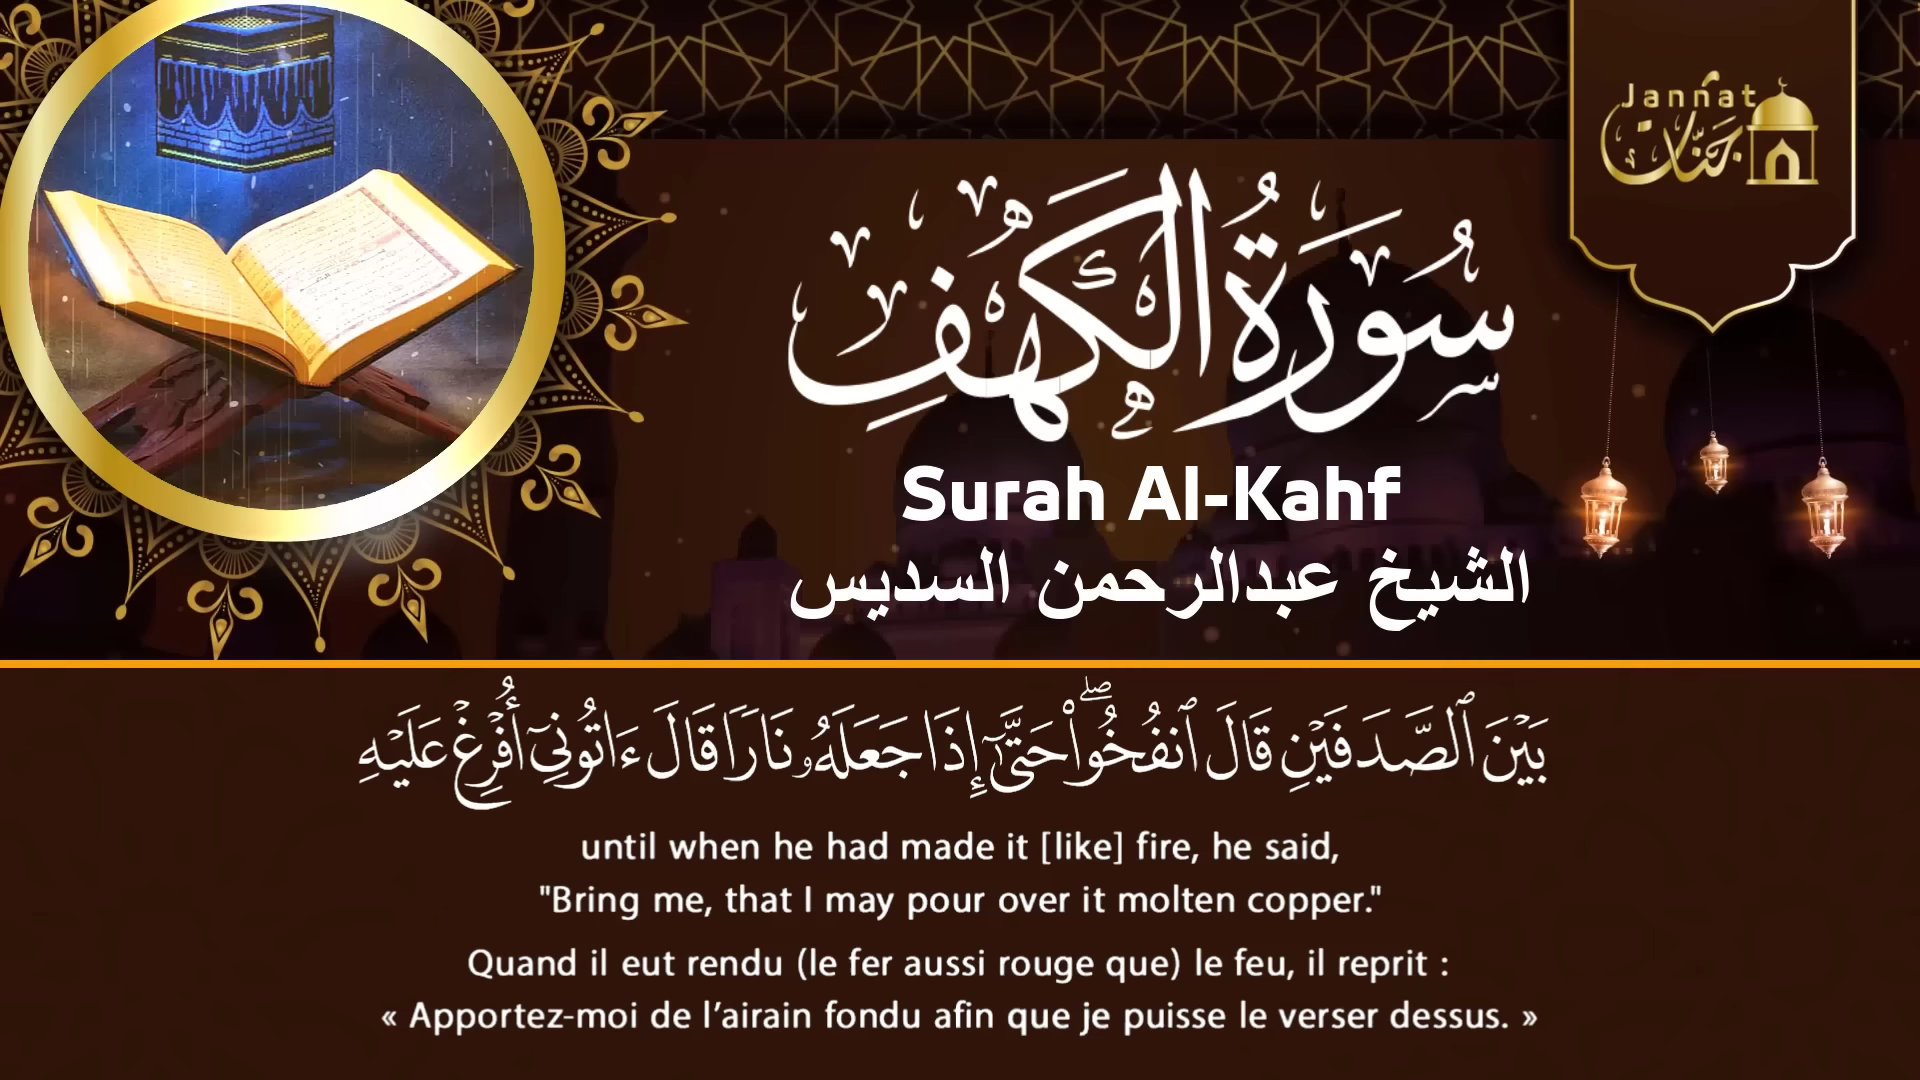 Jannat
جَنَّات
سُورَةُ الْكَهْفِ
Surah Al-Kahf
الشيخ عبدالرحمن السديس
بَيْنَ ٱلصَّدَفَيْنِ قَالَ ٱنفُخُوا۟ ۖ حَتَّىٰٓ إِذَا جَعَلَهُۥ نَارًا قَالَ ءَاتُونِىٓ أُفْرِغْ عَلَيْهِ
until when he had made it [like] fire, he said,
"Bring me, that I may pour over it molten copper."
Quand il eut rendu (le fer aussi rouge que) le feu, il reprit :
« Apportez-moi de l’airain fondu afin que je puisse le verser dessus. »